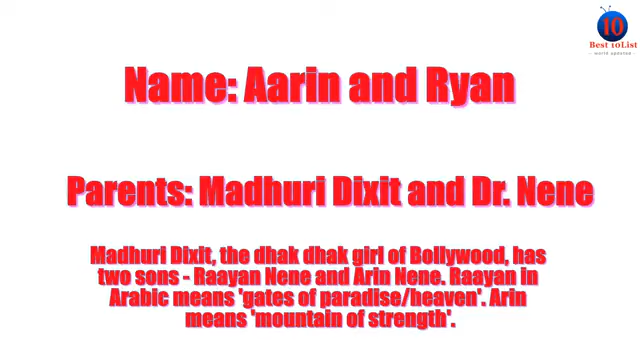 10
Best 10List
- world updated -
Name: Aarin and Ryan
Parents: Madhuri Dixit and Dr. Nene
Madhuri Dixit, the dhak dhak girl of Bollywood, has
two sons - Raayan Nene and Arin Nene. Raayan in
Arabic means 'gates of paradise/heaven'. Arin
means 'mountain of strength'.